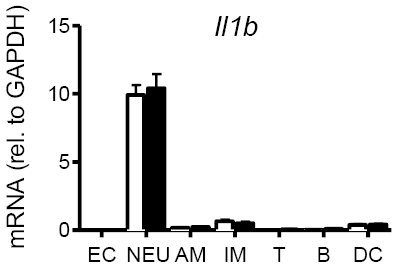 Il1b
mRNA (rel. to GAPDH)
15
10
5
0
EC NEU AM IM T B DC